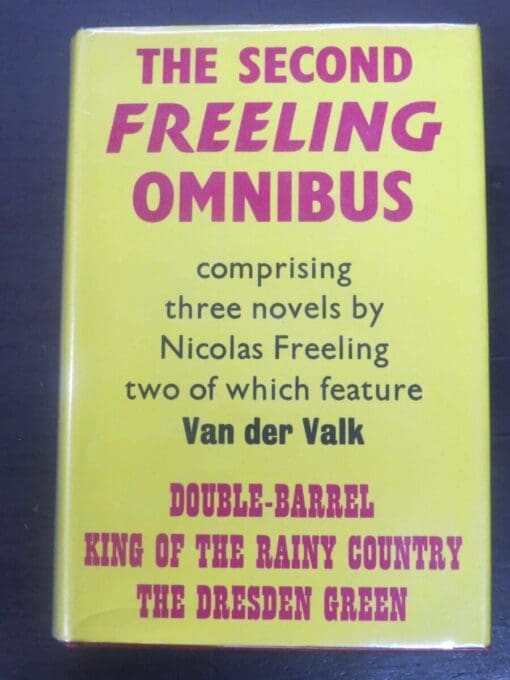 THE SECOND
FREELING
OMNIBUS
comprising
three novels by
Nicolas Freeling
two of which feature
Van der Valk
DOUBLE-BARREL
KING OF THE RAINY COUNTRY
THE DRESDEN GREEN